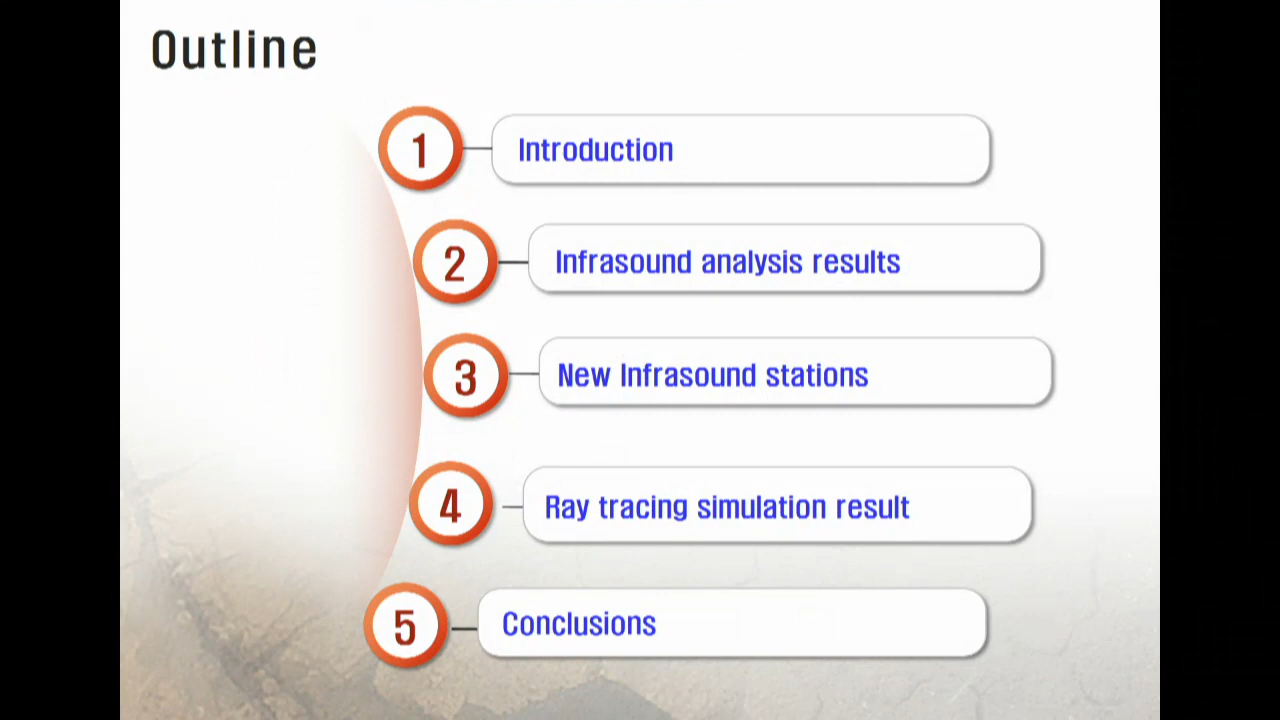 Outline
1 Introduction
2 Infrasound analysis results
3 New Infrasound stations
4 Ray tracing simulation result
5 Conclusions